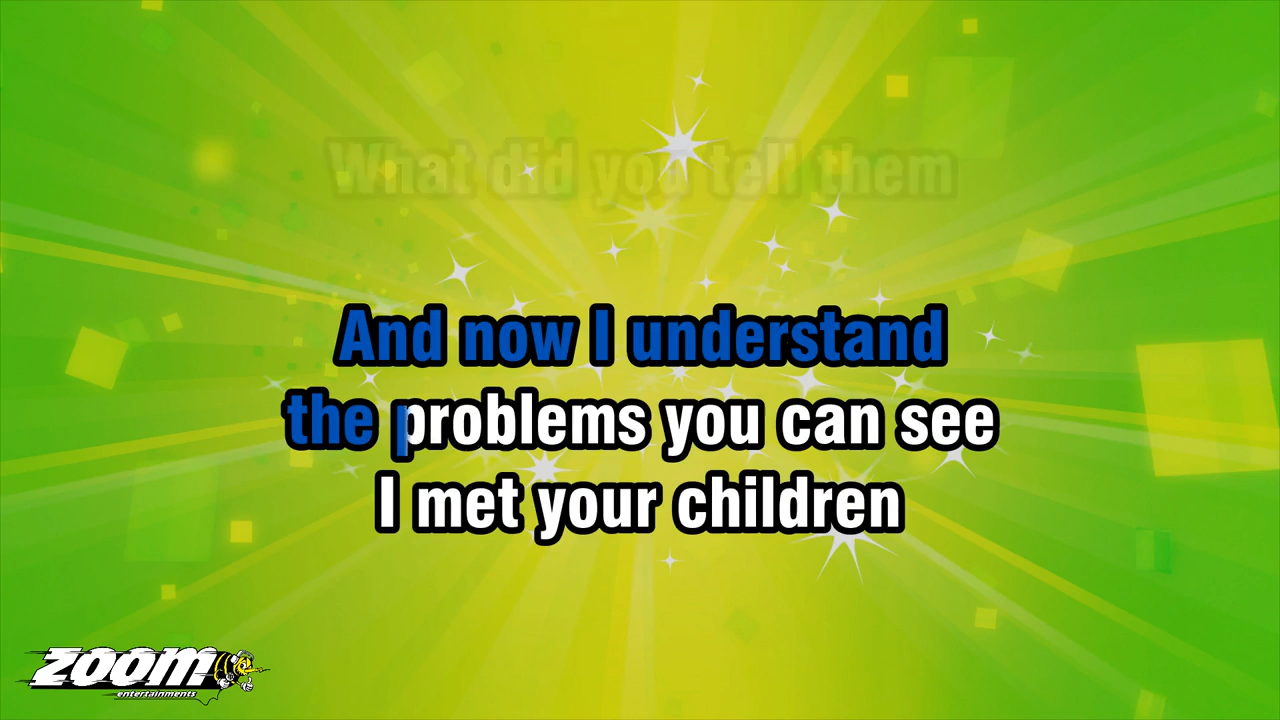 What did you tell them
And now I understand
the problems you can see
I met your children
ZOOM
entertainments